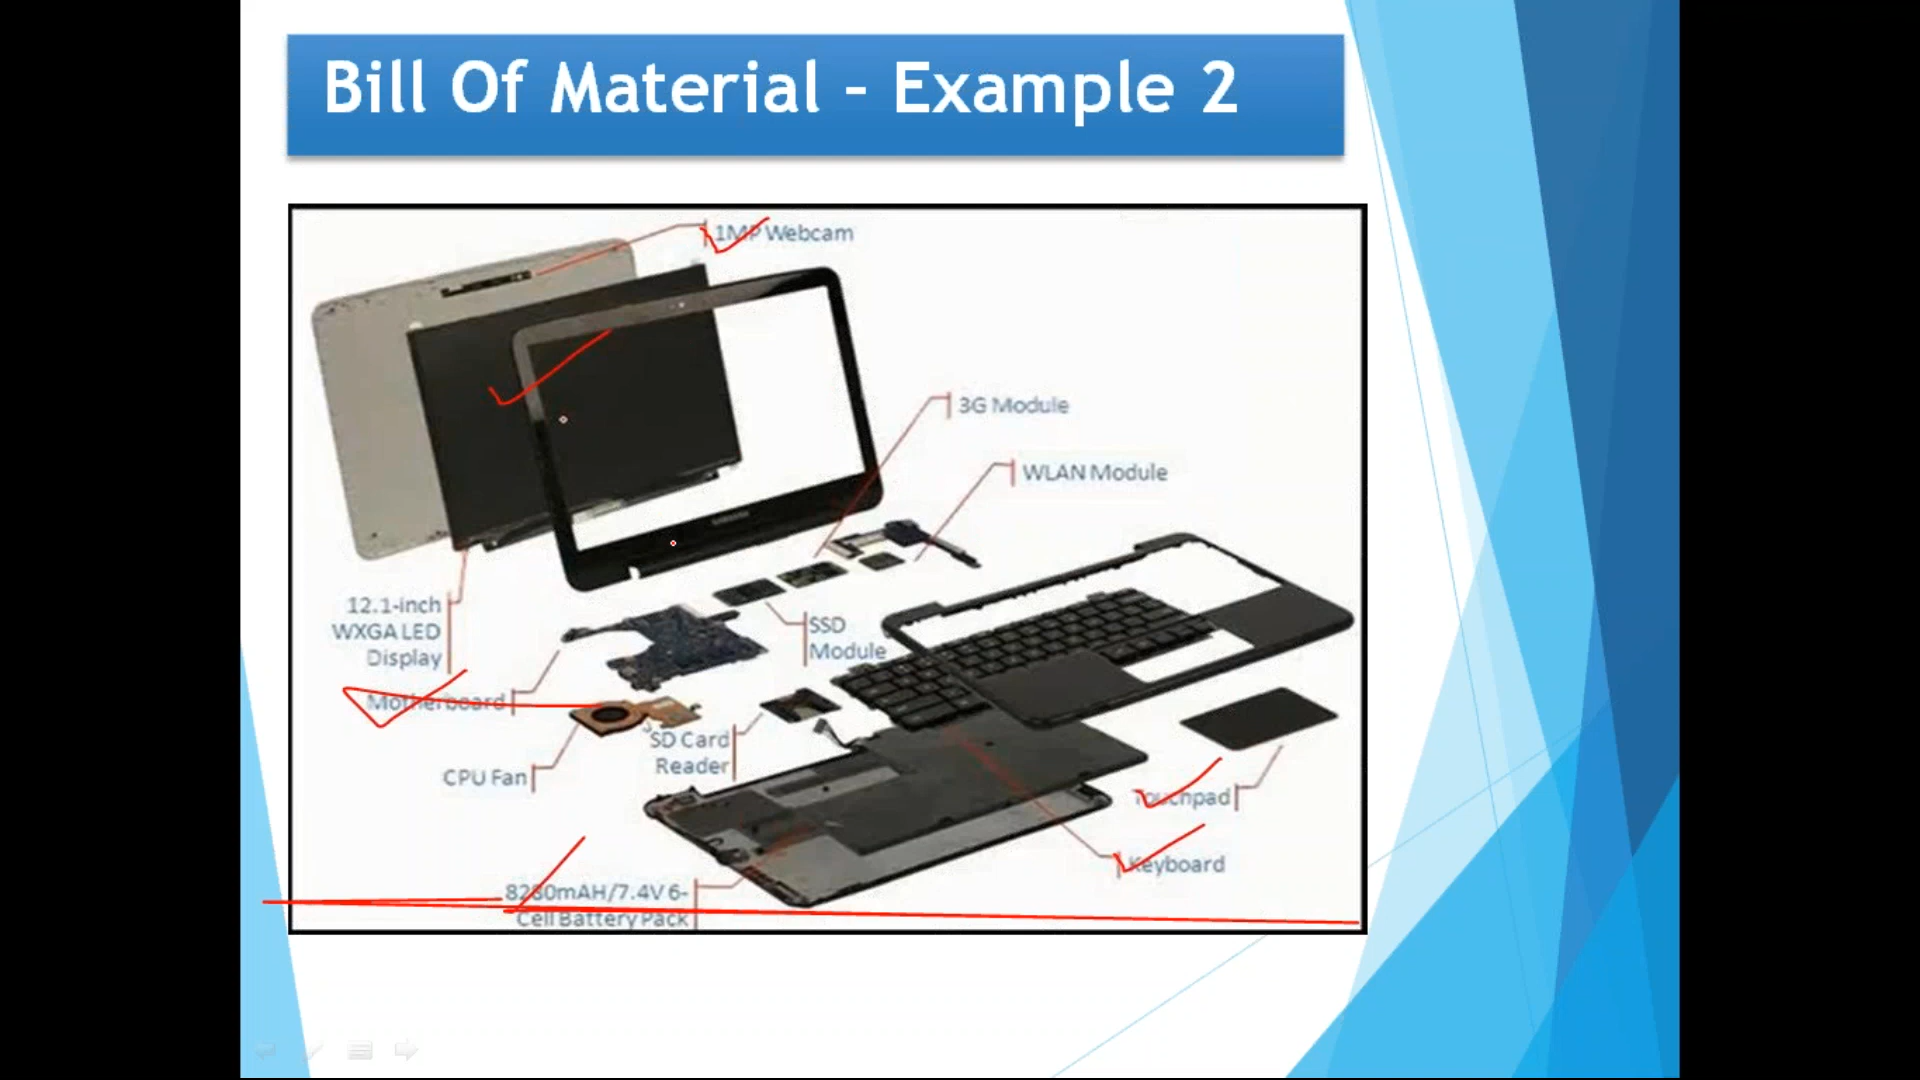 Bill Of Material - Example 2
1MP Webcam
3G Module
WLAN Module
12.1-inch
WXGA LED
Display
SSD
Module
Motherboard
SD Card
Reader
CPU Fan
Touchpad
Keyboard
8280mAH/7.4V 6-
Cell Battery Pack